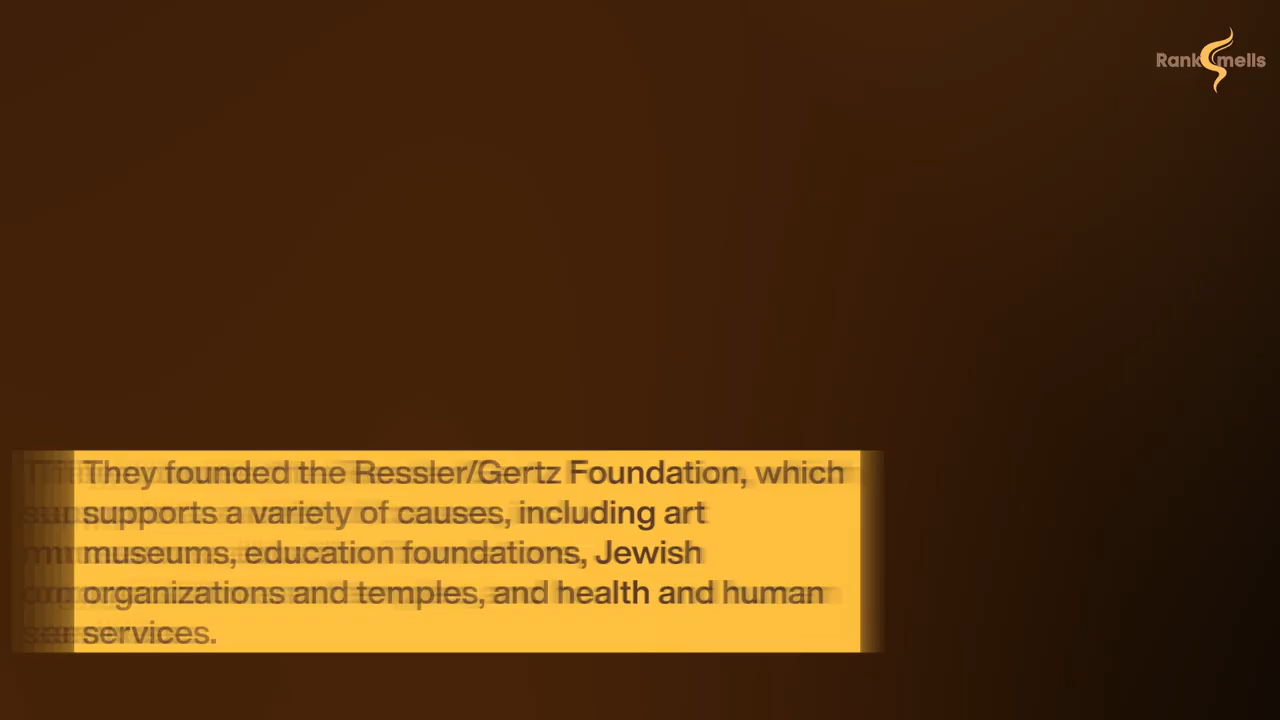 RankSmells
They founded the Ressler/Gertz Foundation, which
supports a variety of causes, including art
museums, education foundations, Jewish
organizations and temples, and health and human
services.